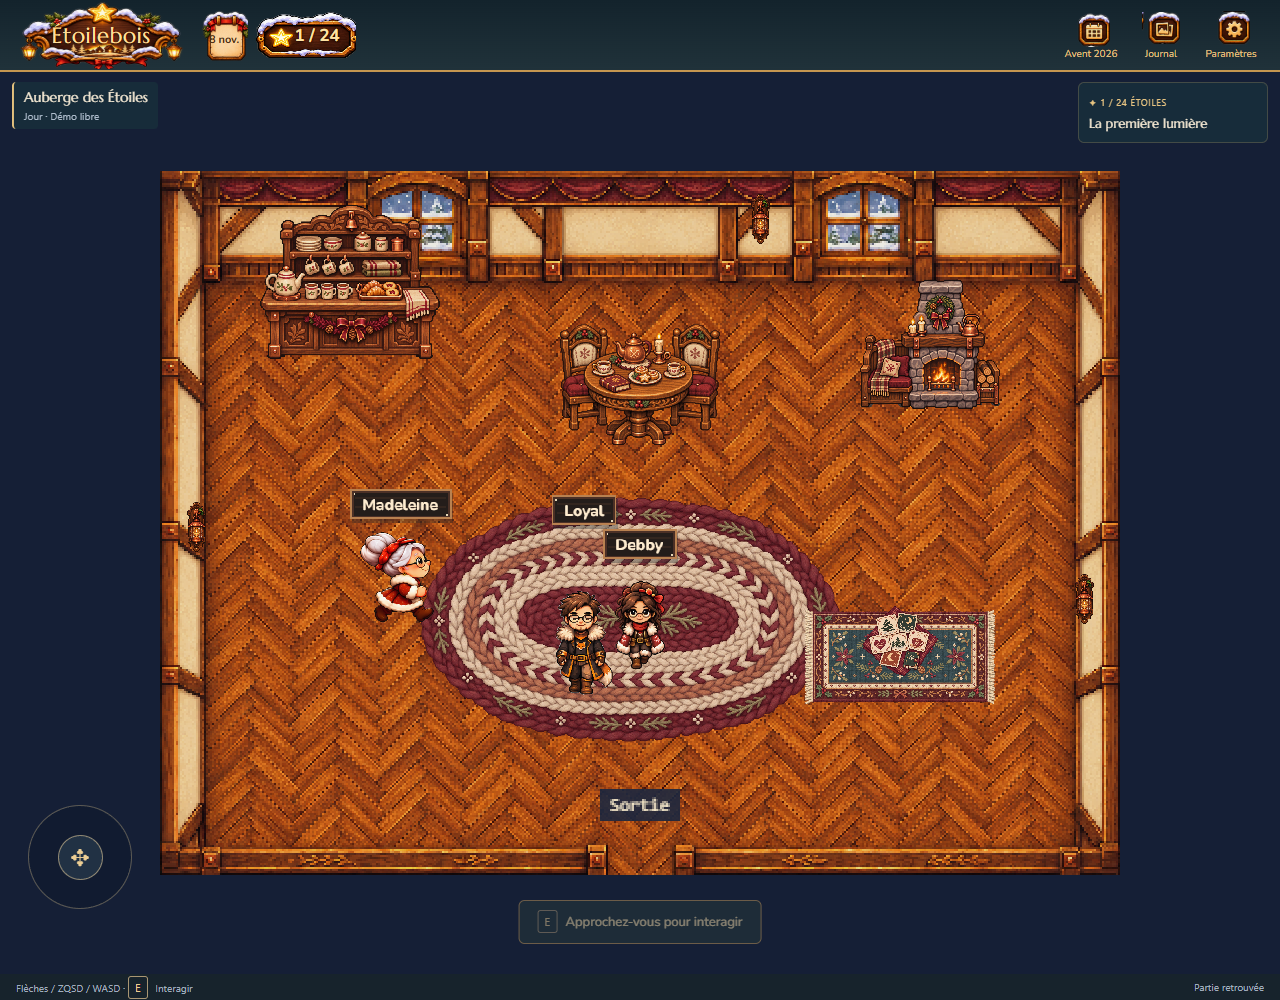 Étoilebois
8 nov.
1 / 24
Avent 2026
Journal
Paramètres
Auberge des Étoiles
Jour · Démo libre
✦ 1 / 24 ÉTOILES
La première lumière
Madeleine
Loyal
Debby
Sortie
E Approchez-vous pour interagir
Flèches / ZQSD / WASD · E Interagir
Partie retrouvée